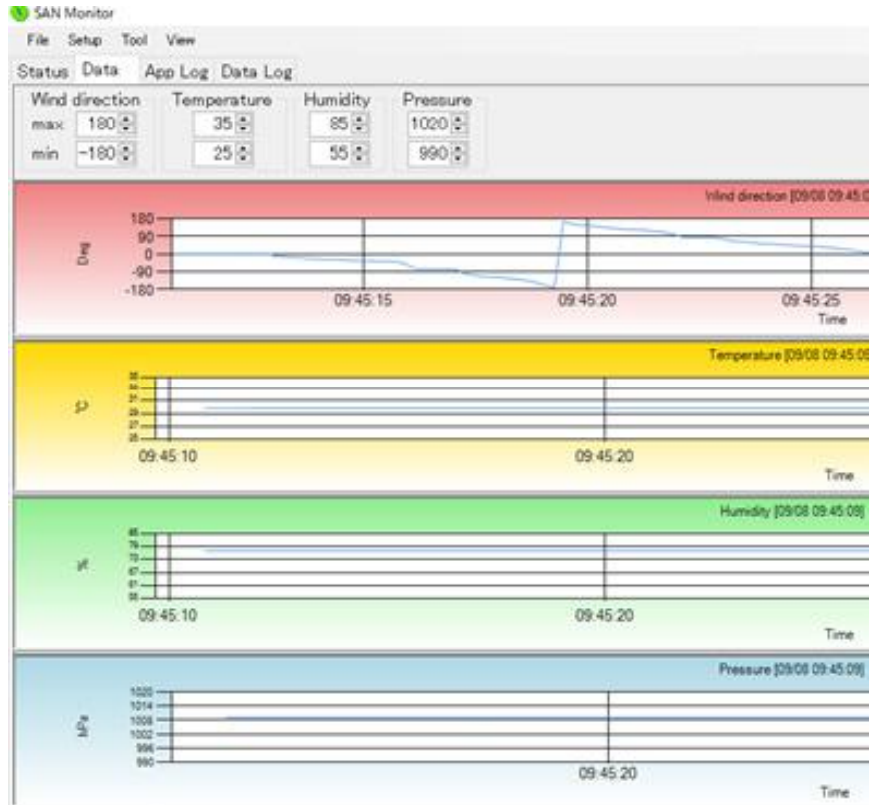 SAN Monitor
File Setup Tool View
Status Data App Log Data Log
Wind direction Temperature Humidity Pressure
max 180 35 85 1020
min -180 25 55 990
Wind direction [09/08 09:45:0
180
90
0
-90
-180
Deg
09:45:15 09:45:20 09:45:25
Time
Temperature [09/08 09:45:09
°C
09:45:10 09:45:20
Time
Humidity [09/08 09:45:09]
%
09:45:10 09:45:20
Time
Pressure [09/08 09:45:09]
1020
1014
1008
1002
996
990
hPa
09:45:20
Time